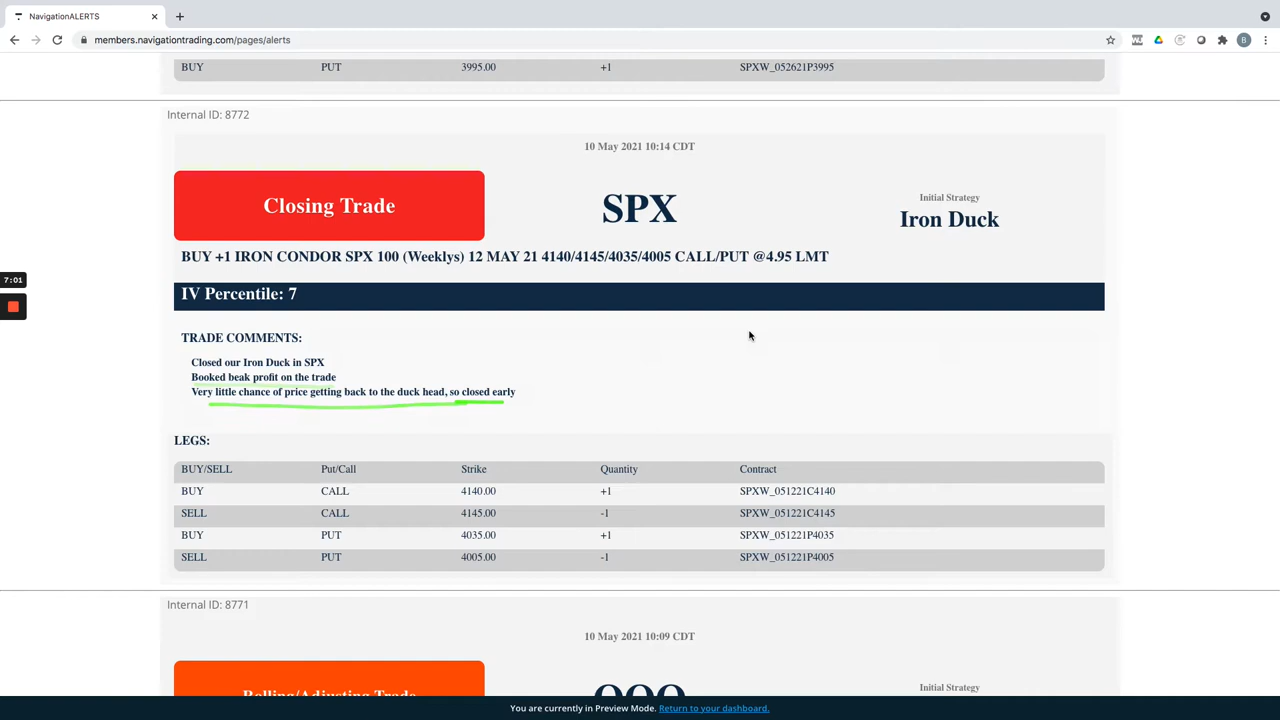 NavigationALERTS
members.navigationtrading.com/pages/alerts
B
BUY PUT 3995.00 +1 SPXW_052621P3995
Internal ID: 8772
10 May 2021 10:14 CDT
Closing Trade
SPX
Initial Strategy
Iron Duck
BUY +1 IRON CONDOR SPX 100 (Weeklys) 12 MAY 21 4140/4145/4035/4005 CALL/PUT @4.95 LMT
7:01
IV Percentile: 7
TRADE COMMENTS:
Closed our Iron Duck in SPX
Booked beak profit on the trade
Very little chance of price getting back to the duck head, so closed early
LEGS:
BUY/SELL Put/Call Strike Quantity Contract
BUY CALL 4140.00 +1 SPXW_051221C4140
SELL CALL 4145.00 -1 SPXW_051221C4145
BUY PUT 4035.00 +1 SPXW_051221P4035
SELL PUT 4005.00 -1 SPXW_051221P4005
Internal ID: 8771
10 May 2021 10:09 CDT
Rolling/Adjusting Trade
QQQ
Initial Strategy
You are currently in Preview Mode. Return to your dashboard.